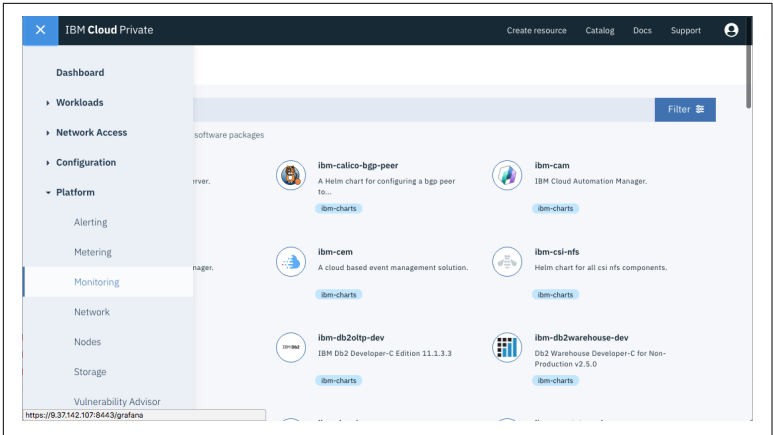 IBM Cloud Private
Create resource Catalog Docs Support
Dashboard
Workloads
Network Access
Configuration
Platform
Alerting
Metering
Monitoring
Network
Nodes
Storage
Vulnerability Advisor
https://9.37.142.107:8443/grafana
Filter
software packages
rver.
ibm-calico-bgp-peer
A Helm chart for configuring a bgp peer
to...
ibm-charts
ibm-cam
IBM Cloud Automation Manager.
ibm-charts
nager.
ibm-cem
A cloud based event management solution.
ibm-charts
ibm-csi-nfs
Helm chart for all csi nfs components.
ibm-charts
IBM Db2
ibm-db2oltp-dev
IBM Db2 Developer-C Edition 11.1.3.3
ibm-charts
ibm-db2warehouse-dev
Db2 Warehouse Developer-C for Non-
Production v2.5.0
ibm-charts